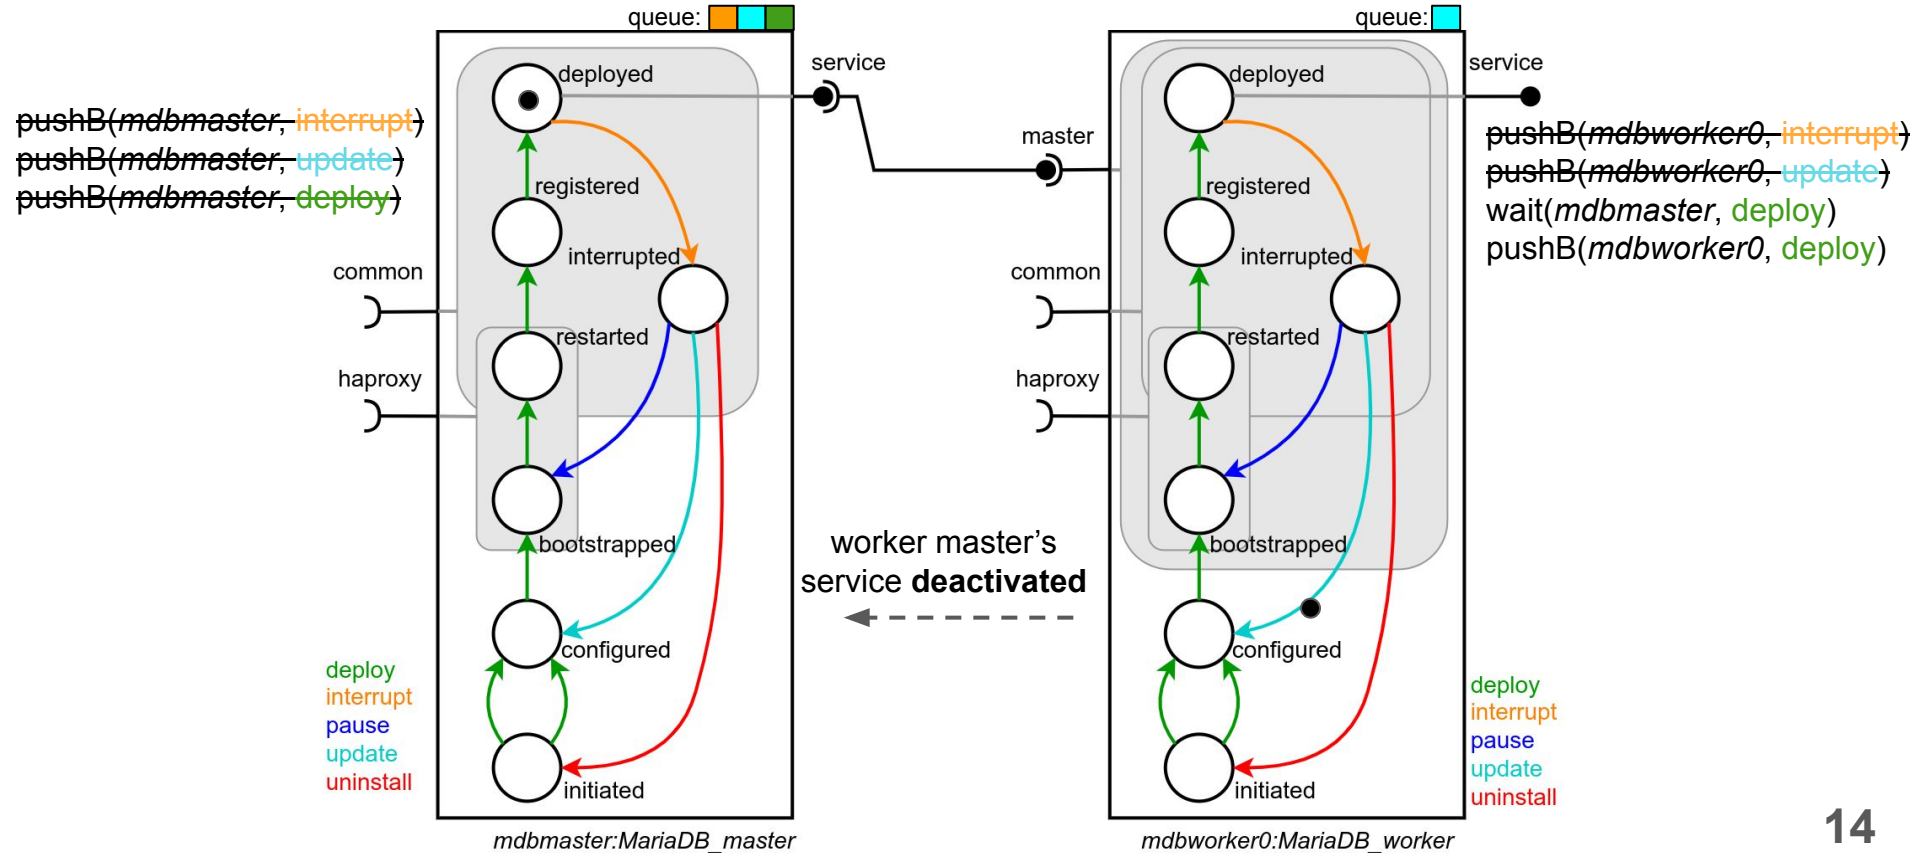 queue:
queue:
pushB(mdbmaster, interrupt)
pushB(mdbmaster, update)
pushB(mdbmaster, deploy)
deployed
registered
interrupted
restarted
bootstrapped
configured
initiated
common
haproxy
service
deploy
interrupt
pause
update
uninstall
mdbmaster:MariaDB_master
worker master's
service deactivated
master
common
haproxy
deployed
registered
interrupted
restarted
bootstrapped
configured
initiated
service
pushB(mdbworker0, interrupt)
pushB(mdbworker0, update)
wait(mdbmaster, deploy)
pushB(mdbworker0, deploy)
deploy
interrupt
pause
update
uninstall
mdbworker0:MariaDB_worker
14